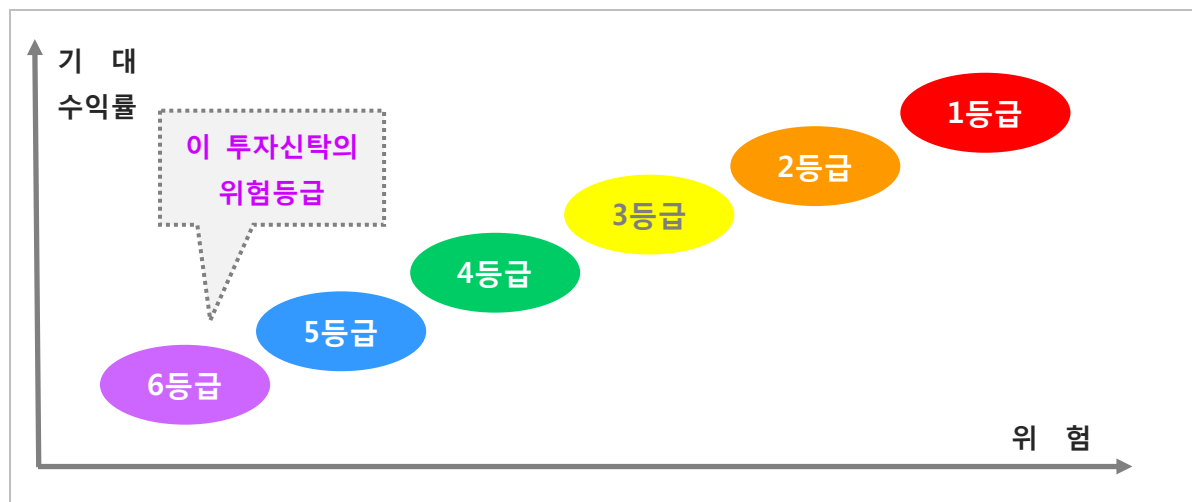 기 대
수익률
이 투자신탁의
위험등급
1등급
2등급
3등급
4등급
5등급
6등급
위 험